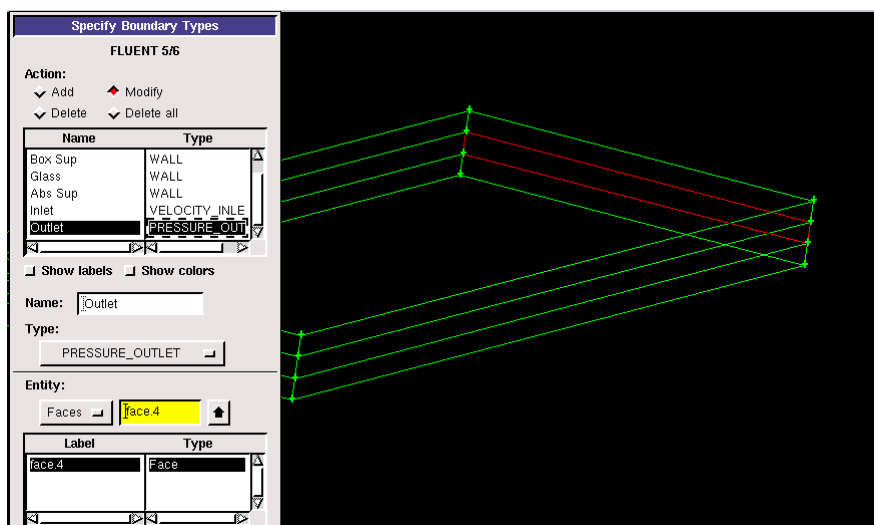 Specify Boundary Types
FLUENT 5/6
Action:
Add Modify
Delete Delete all
Name Type
Box Sup WALL
Glass WALL
Abs Sup WALL
Inlet VELOCITY_INLE
Outlet PRESSURE_OUT
Show labels Show colors
Name: Outlet
Type:
PRESSURE_OUTLET
Entity:
Faces face.4
Label Type
face.4 Face